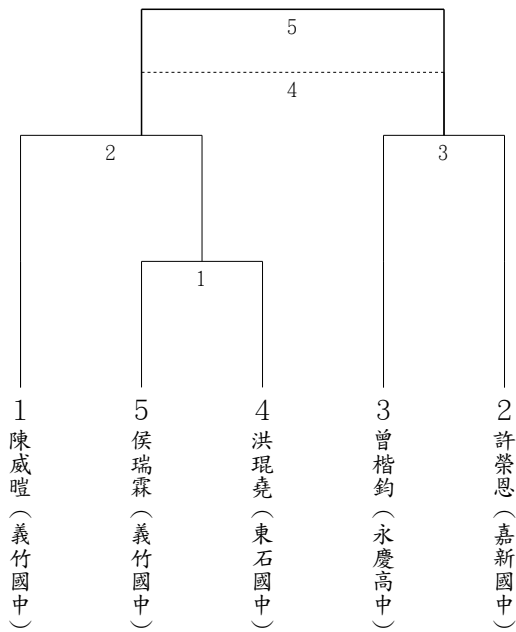 5
4
2
3
1
1
陳威暟（義竹國中）
5
侯瑞霖（義竹國中）
4
洪琨堯（東石國中）
3
曾楷鈞（永慶高中）
2
許榮恩（嘉新國中）